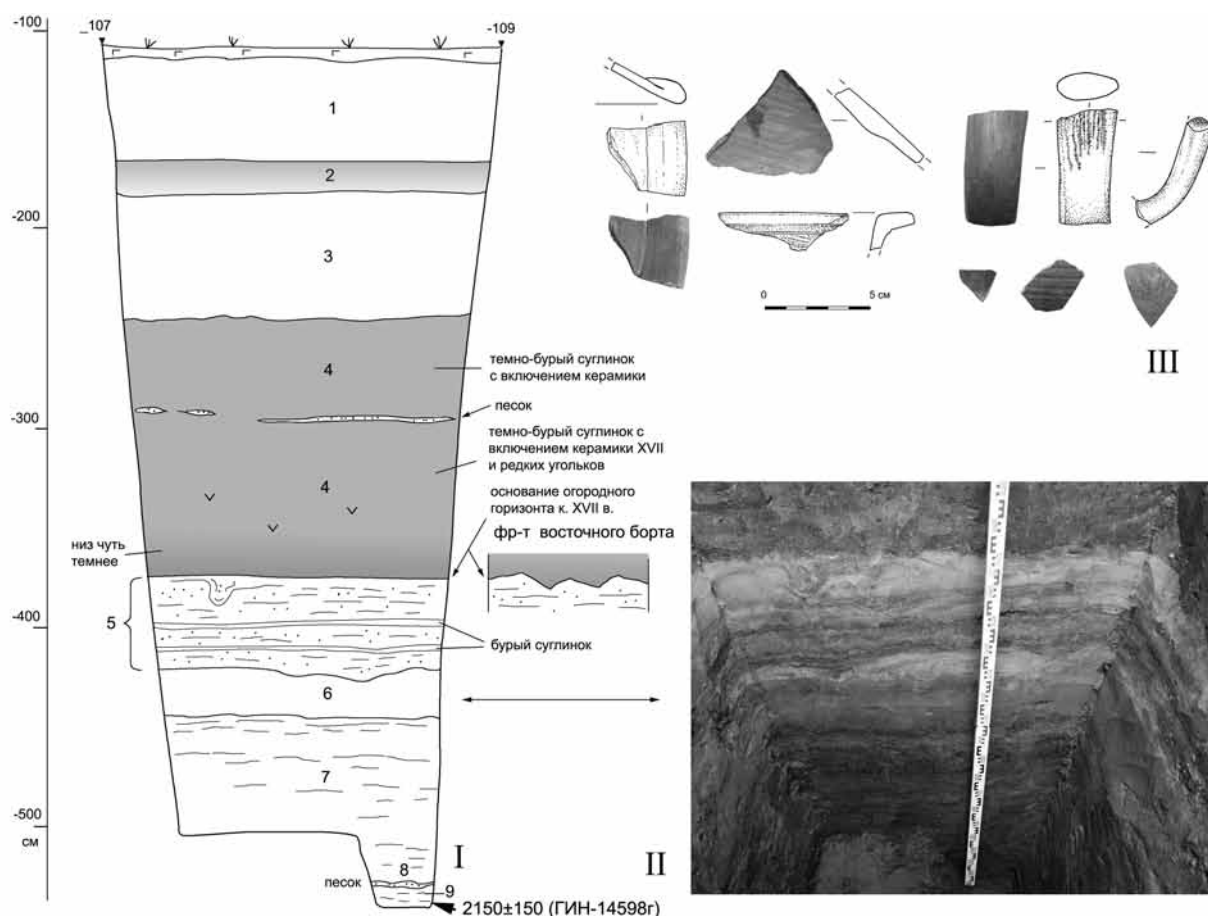 -100
-107
-109
1
2
-200
3
4
темно-бурый суглинок
с включением керамики
песок
-300
темно-бурый суглинок с
включением керамики XVII
и редких угольков
4
основание огородного
горизонта к. XVII в.
низ чуть
темнее
фр-т восточного борта
5
-400
бурый суглинок
6
7
-500
см
8
песок
9
2150±150 (ГИН-14598г)
I
II
0
5 см
III